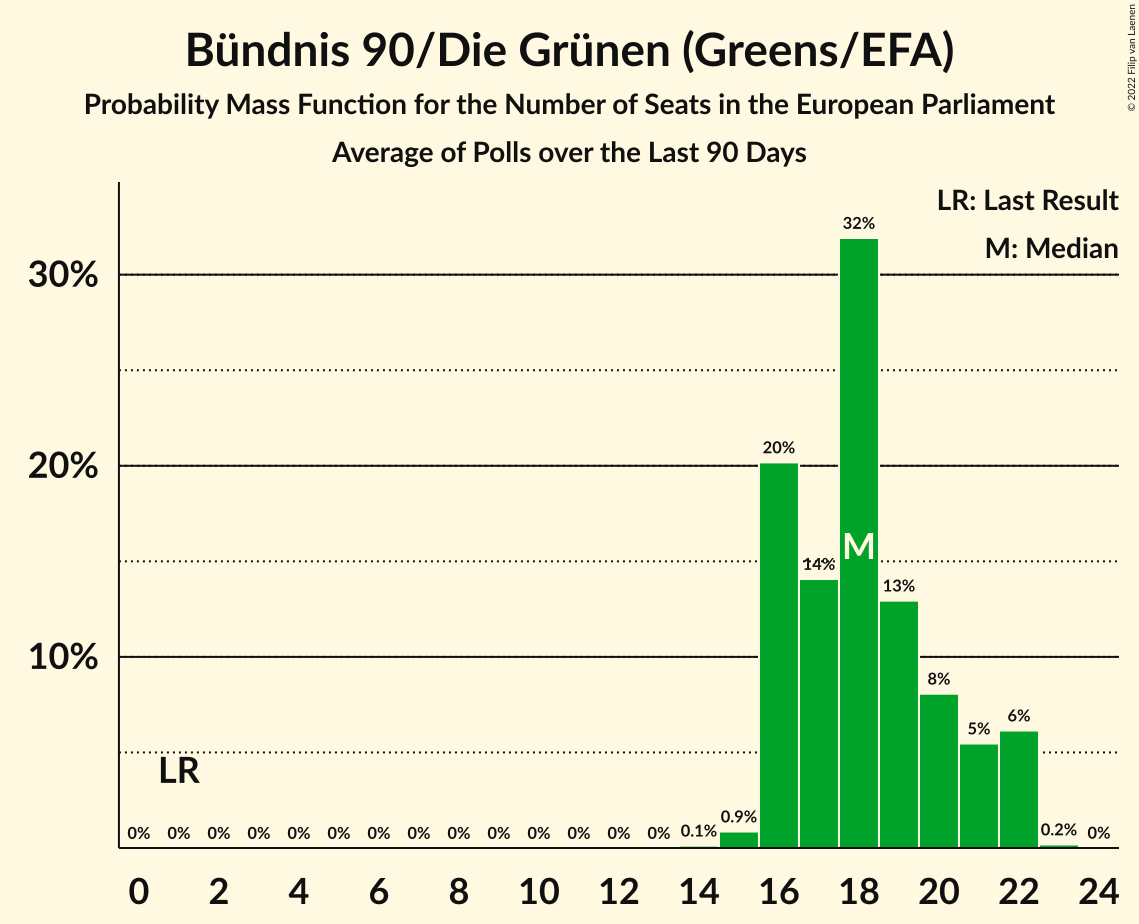 Bündnis 90/Die Grünen (Greens/EFA)
Probability Mass Function for the Number of Seats in the European Parliament
Average of Polls over the Last 90 Days
© 2022 Filip van Laenen
LR: Last Result
M: Median
32%
30%
20%
20%
M
14%
13%
10%
8%
6%
5%
LR
0% 0% 0% 0% 0% 0% 0% 0% 0% 0% 0% 0% 0% 0% 0.1% 0.9% 0.2% 0%
0 2 4 6 8 10 12 14 16 18 20 22 24